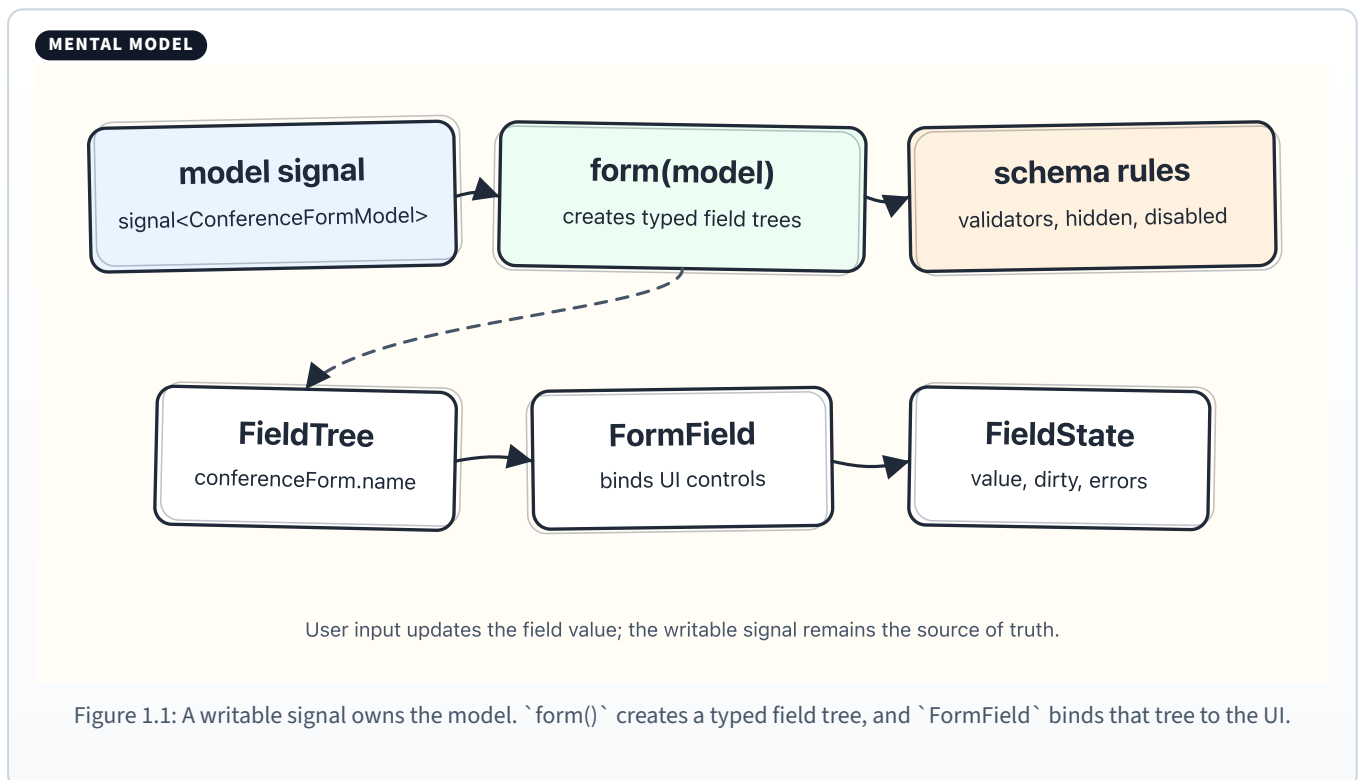 MENTAL MODEL
model signal
signal<ConferenceFormModel>
form(model)
creates typed field trees
schema rules
validators, hidden, disabled
FieldTree
conferenceForm.name
FormField
binds UI controls
FieldState
value, dirty, errors
User input updates the field value; the writable signal remains the source of truth.
Figure 1.1: A writable signal owns the model. `form()` creates a typed field tree, and `FormField` binds that tree to the UI.